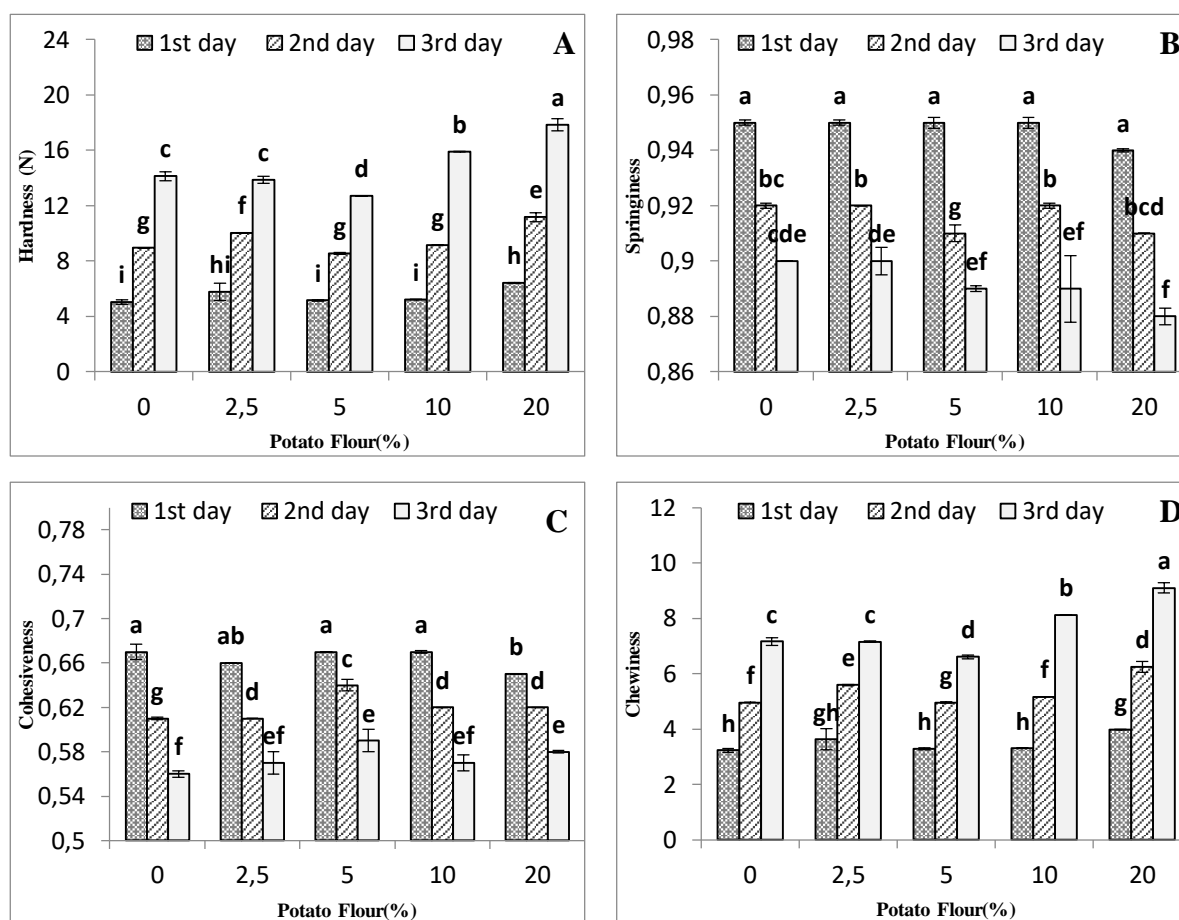 1st day 2nd day 3rd day A
24
20
16
12
8
4
0
Hardness (N)
i g c
hi f c
i g d
i g b
h e a
0 2,5 5 10 20
Potato Flour(%)
1st day 2nd day 3rd day B
0,98
0,96
0,94
0,92
0,9
0,88
0,86
Springiness
a bc cde
a b de
a g ef
a b ef
a bcd f
0 2,5 5 10 20
Potato Flour(%)
1st day 2nd day 3rd day C
0,78
0,74
0,7
0,66
0,62
0,58
0,54
0,5
Cohesiveness
a g f
ab d ef
a c e
a d ef
b d e
0 2,5 5 10 20
Potato Flour(%)
1st day 2nd day 3rd day D
12
10
8
6
4
2
0
Chewiness
h f c
gh e c
h g d
h f b
g d a
0 2,5 5 10 20
Potato Flour(%)